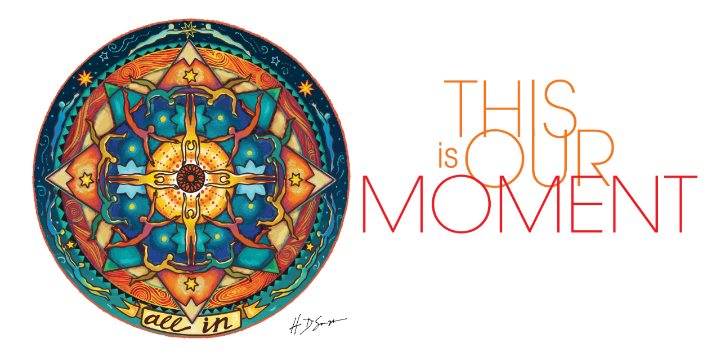 THIS
is OUR
MOMENT
all in